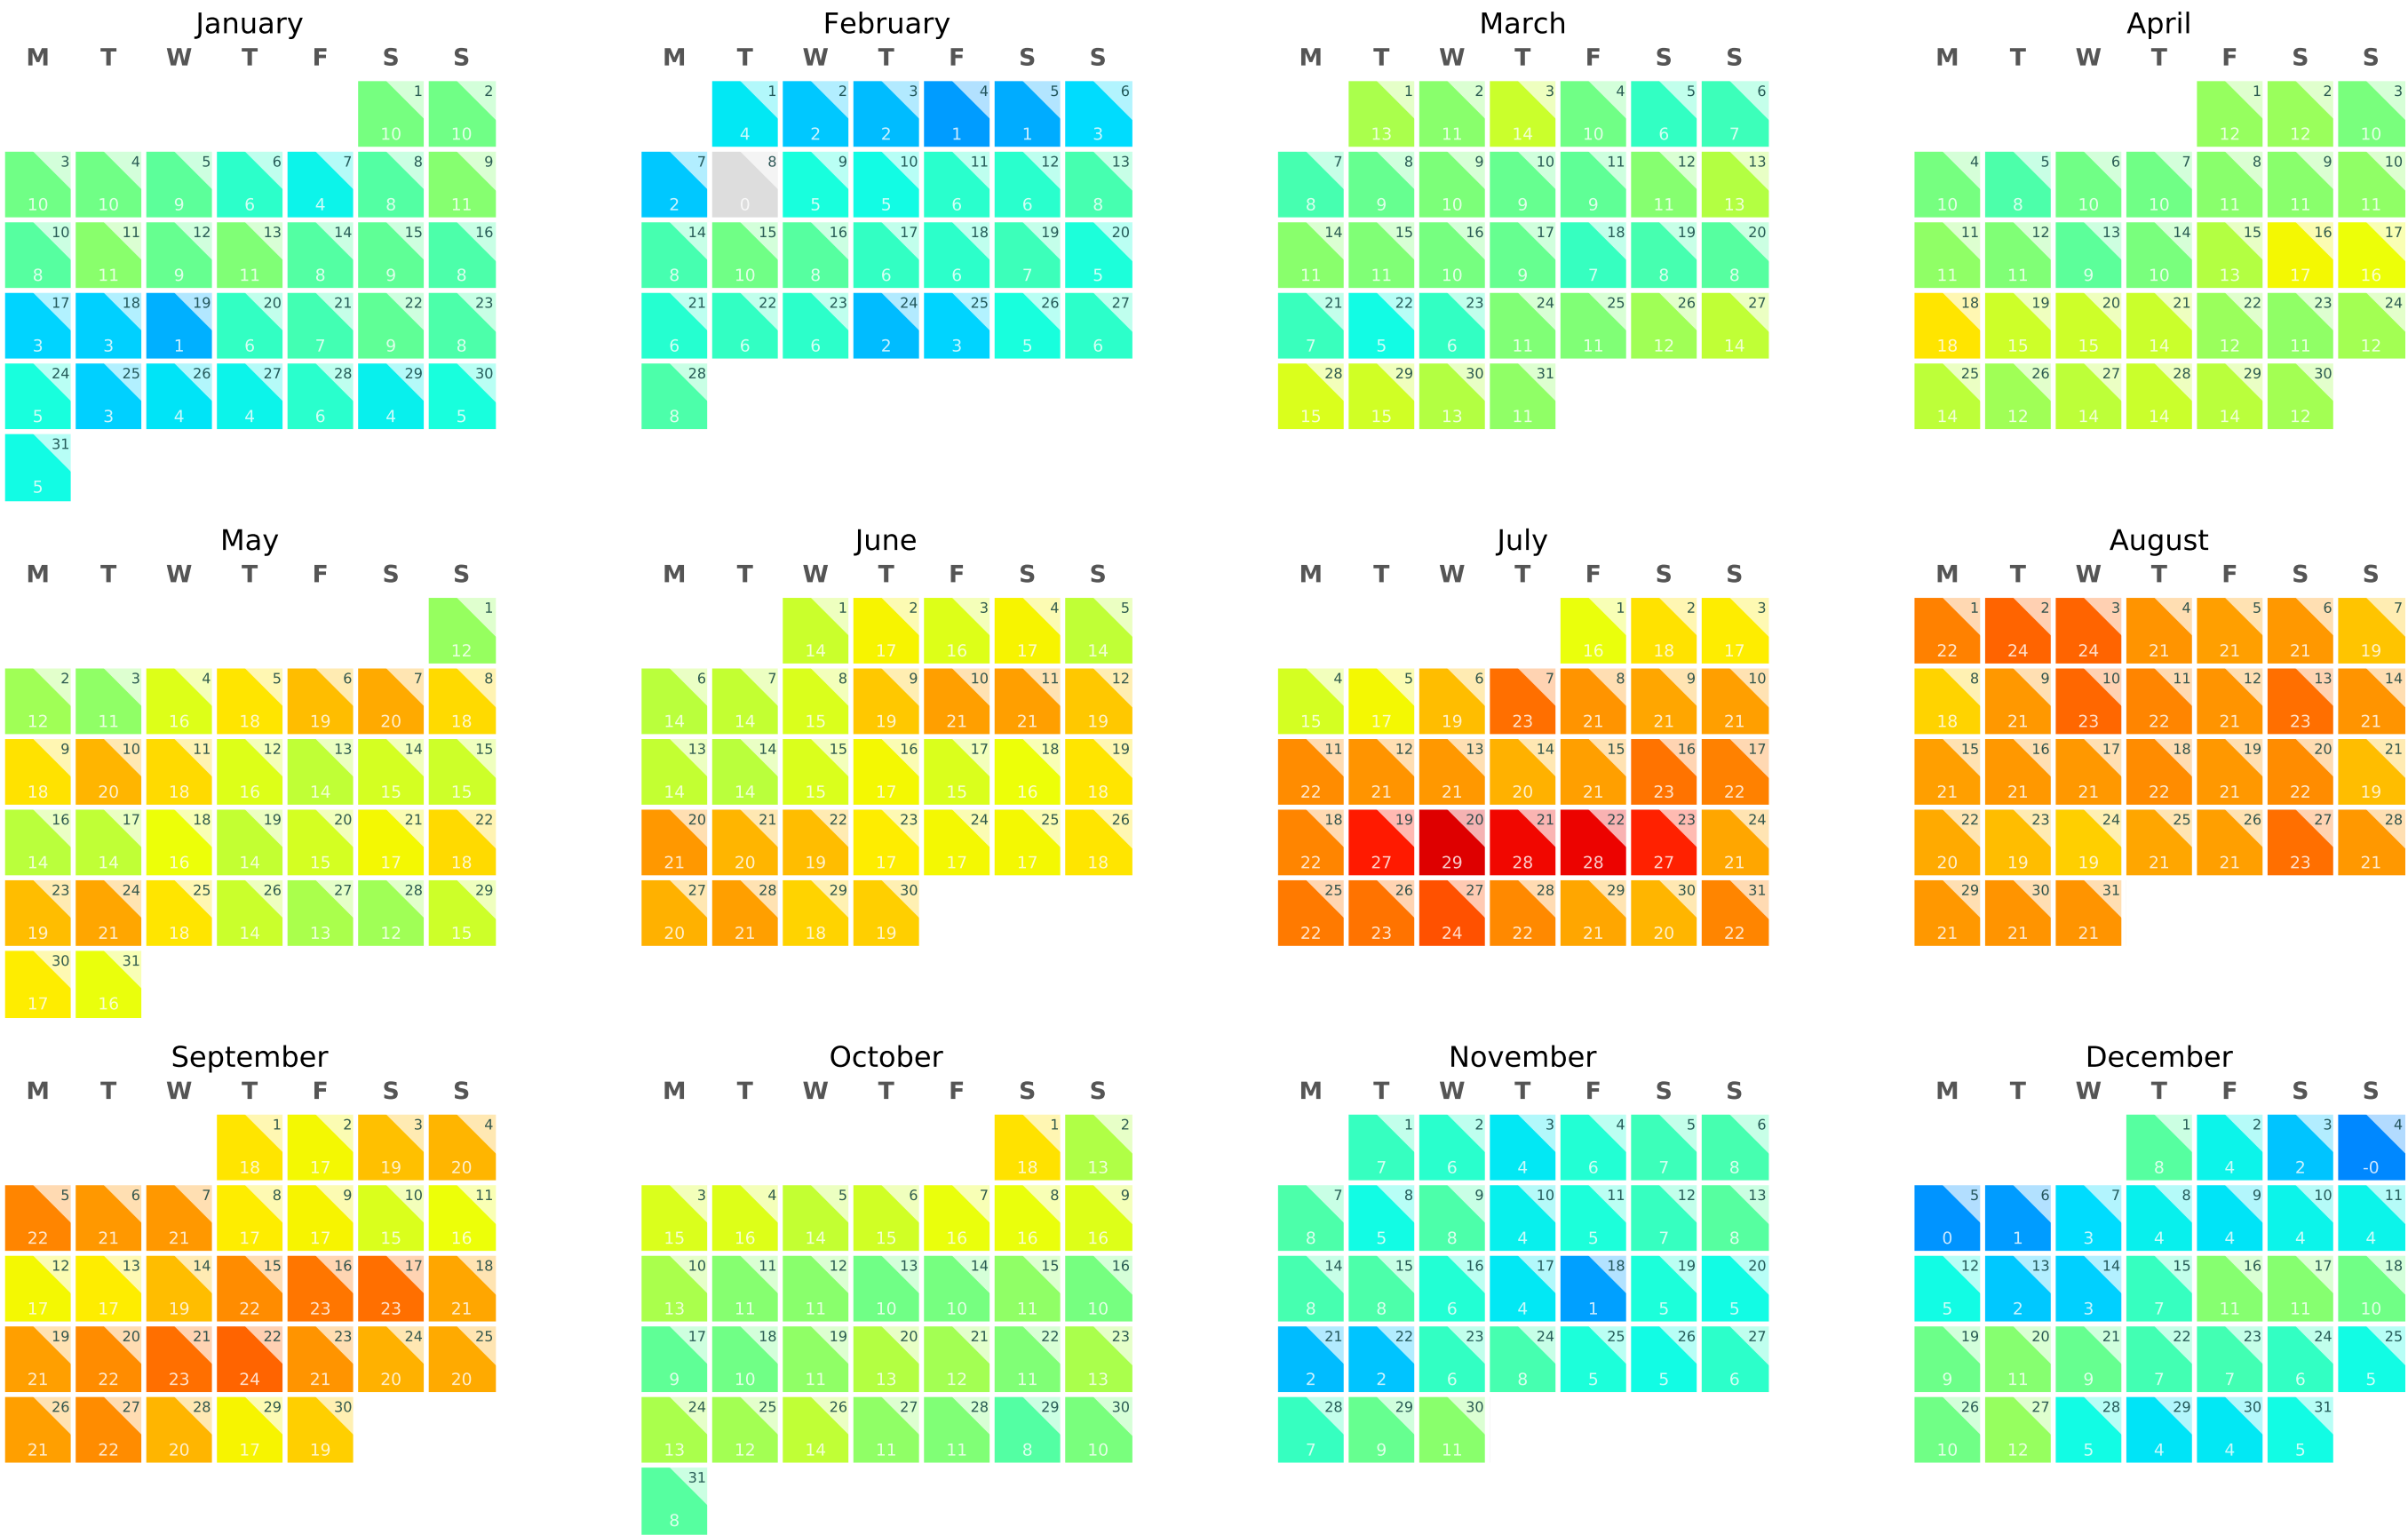 January February March April
M T W T F S S M T W T F S S M T W T F S S M T W T F S S
1 2 1 2 3 4 5 6 1 2 3 4 5 6 1 2 3
10 10 4 2 2 1 1 3 13 11 14 10 6 7 12 12 10
3 4 5 6 7 8 9 7 8 9 10 11 12 13 7 8 9 10 11 12 13 4 5 6 7 8 9 10
10 10 9 6 4 8 11 2 0 5 5 6 6 8 8 9 10 9 9 11 13 10 8 10 10 11 11 11
10 11 12 13 14 15 16 14 15 16 17 18 19 20 14 15 16 17 18 19 20 11 12 13 14 15 16 17
8 11 9 11 8 9 8 8 10 8 6 6 7 5 11 11 10 9 7 8 8 11 11 9 10 13 17 16
17 18 19 20 21 22 23 21 22 23 24 25 26 27 21 22 23 24 25 26 27 18 19 20 21 22 23 24
3 3 1 6 7 9 8 6 6 6 2 3 5 6 7 5 6 11 11 12 14 18 15 15 14 12 11 12
24 25 26 27 28 29 30 28 28 29 30 31 25 26 27 28 29 30
5 3 4 4 6 4 5 8 15 15 13 11 14 12 14 14 14 12
31
5
May June July August
M T W T F S S M T W T F S S M T W T F S S M T W T F S S
1 1 2 3 4 5 1 2 3 1 2 3 4 5 6 7
12 14 17 16 17 14 16 18 17 22 24 24 21 21 21 19
2 3 4 5 6 7 8 6 7 8 9 10 11 12 4 5 6 7 8 9 10 8 9 10 11 12 13 14
12 11 16 18 19 20 18 14 14 15 19 21 21 19 15 17 19 23 21 21 21 18 21 23 22 21 23 21
9 10 11 12 13 14 15 13 14 15 16 17 18 19 11 12 13 14 15 16 17 15 16 17 18 19 20 21
18 20 18 16 14 15 15 14 14 15 17 15 16 18 22 21 21 20 21 23 22 21 21 21 22 21 22 19
16 17 18 19 20 21 22 20 21 22 23 24 25 26 18 19 20 21 22 23 24 22 23 24 25 26 27 28
14 14 16 14 15 17 18 21 20 19 17 17 17 18 22 27 29 28 28 27 21 20 19 19 21 21 23 21
23 24 25 26 27 28 29 27 28 29 30 25 26 27 28 29 30 31 29 30 31
19 21 18 14 13 12 15 20 21 18 19 22 23 24 22 21 20 22 21 21 21
30 31
17 16
September October November December
M T W T F S S M T W T F S S M T W T F S S M T W T F S S
1 2 3 4 1 2 1 2 3 4 5 6 1 2 3 4
18 17 19 20 18 13 7 6 4 6 7 8 8 4 2 -0
5 6 7 8 9 10 11 3 4 5 6 7 8 9 7 8 9 10 11 12 13 5 6 7 8 9 10 11
22 21 21 17 17 15 16 15 16 14 15 16 16 16 8 5 8 4 5 7 8 0 1 3 4 4 4 4
12 13 14 15 16 17 18 10 11 12 13 14 15 16 14 15 16 17 18 19 20 12 13 14 15 16 17 18
17 17 19 22 23 23 21 13 11 11 10 10 11 10 8 8 6 4 1 5 5 5 2 3 7 11 11 10
19 20 21 22 23 24 25 17 18 19 20 21 22 23 21 22 23 24 25 26 27 19 20 21 22 23 24 25
21 22 23 24 21 20 20 9 10 11 13 12 11 13 2 2 6 8 5 5 6 9 11 9 7 7 6 5
26 27 28 29 30 24 25 26 27 28 29 30 28 29 30 26 27 28 29 30 31
21 22 20 17 19 13 12 14 11 11 8 10 7 9 11 10 12 5 4 4 5
31
8